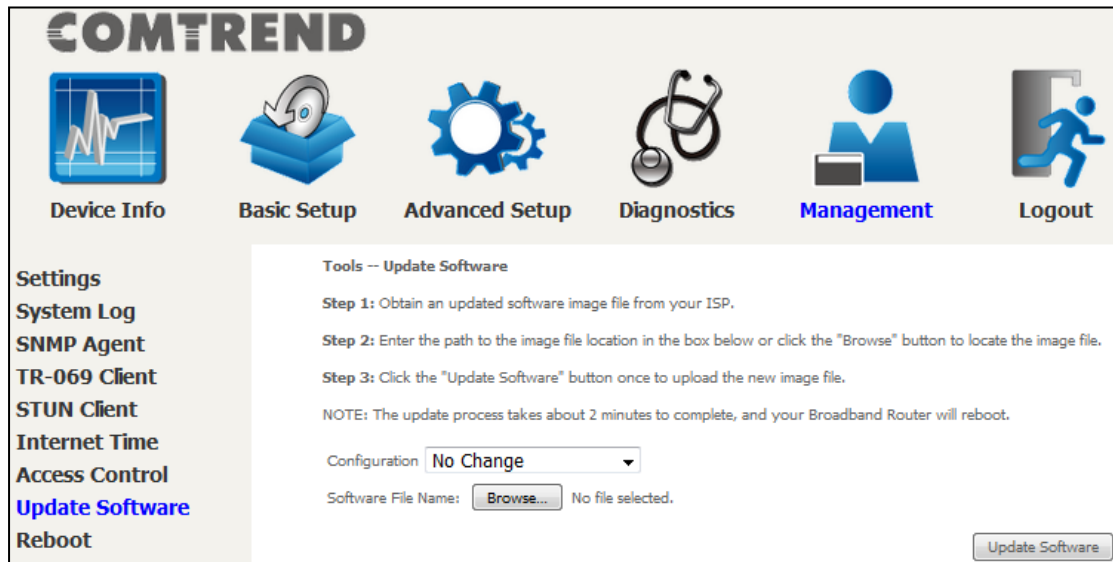 COMTREND
Device Info
Basic Setup
Advanced Setup
Diagnostics
Management
Logout
Settings
System Log
SNMP Agent
TR-069 Client
STUN Client
Internet Time
Access Control
Update Software
Reboot
Tools -- Update Software
Step 1: Obtain an updated software image file from your ISP.
Step 2: Enter the path to the image file location in the box below or click the "Browse" button to locate the image file.
Step 3: Click the "Update Software" button once to upload the new image file.
NOTE: The update process takes about 2 minutes to complete, and your Broadband Router will reboot.
Configuration No Change
Software File Name: Browse... No file selected.
Update Software